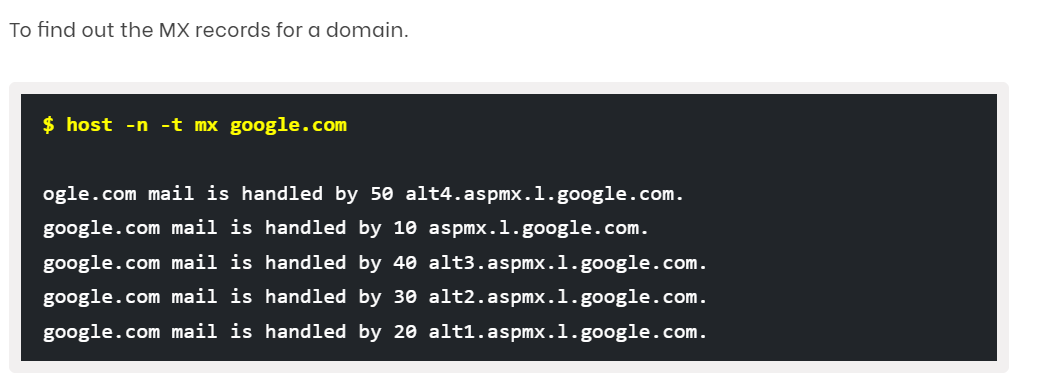 To find out the MX records for a domain.
$ host -n -t mx google.com
ogle.com mail is handled by 50 alt4.aspmx.l.google.com.
google.com mail is handled by 10 aspmx.l.google.com.
google.com mail is handled by 40 alt3.aspmx.l.google.com.
google.com mail is handled by 30 alt2.aspmx.l.google.com.
google.com mail is handled by 20 alt1.aspmx.l.google.com.